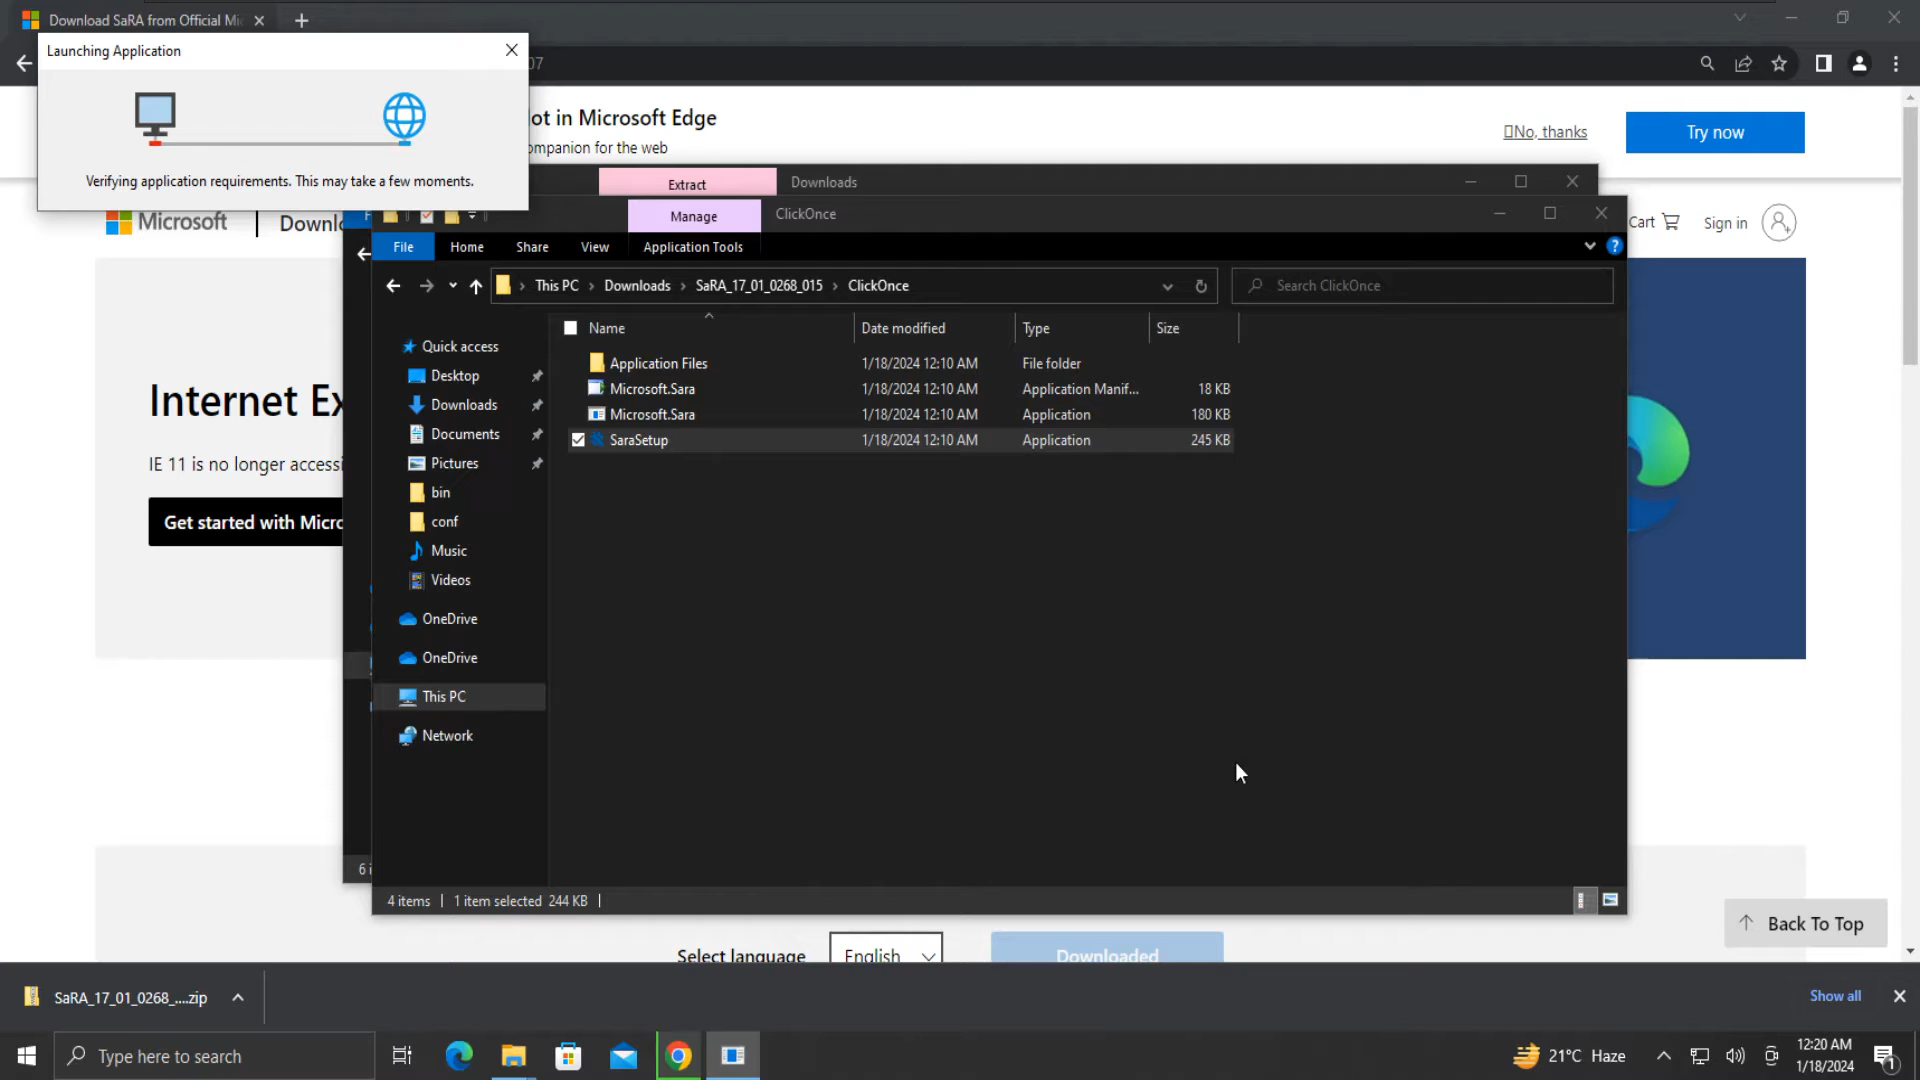 Download SaRA from Official Mi
Launching Application
07
Verifying application requirements. This may take a few moments.
ot in Microsoft Edge
ompanion for the web
No, thanks
Try now
Extract
Downloads
Manage
ClickOnce
Microsoft
Downlo
Cart
Sign in
File
Home
Share
View
Application Tools
This PC
Downloads
SaRA_17_01_0268_015
ClickOnce
Search ClickOnce
Name
Date modified
Type
Size
Application Files
1/18/2024 12:10 AM
File folder
Microsoft.Sara
1/18/2024 12:10 AM
Application Manif...
18 KB
Microsoft.Sara
1/18/2024 12:10 AM
Application
180 KB
SaraSetup
1/18/2024 12:10 AM
Application
245 KB
Quick access
Desktop
Downloads
Documents
Pictures
bin
conf
Music
Videos
OneDrive
OneDrive
This PC
Network
Internet Ex
IE 11 is no longer accessi
Get started with Micro
6 i
4 items
1 item selected 244 KB
Back To Top
Select language
English
Downloaded
SaRA_17_01_0268_....zip
Show all
Type here to search
21°C Haze
12:20 AM
1/18/2024
1